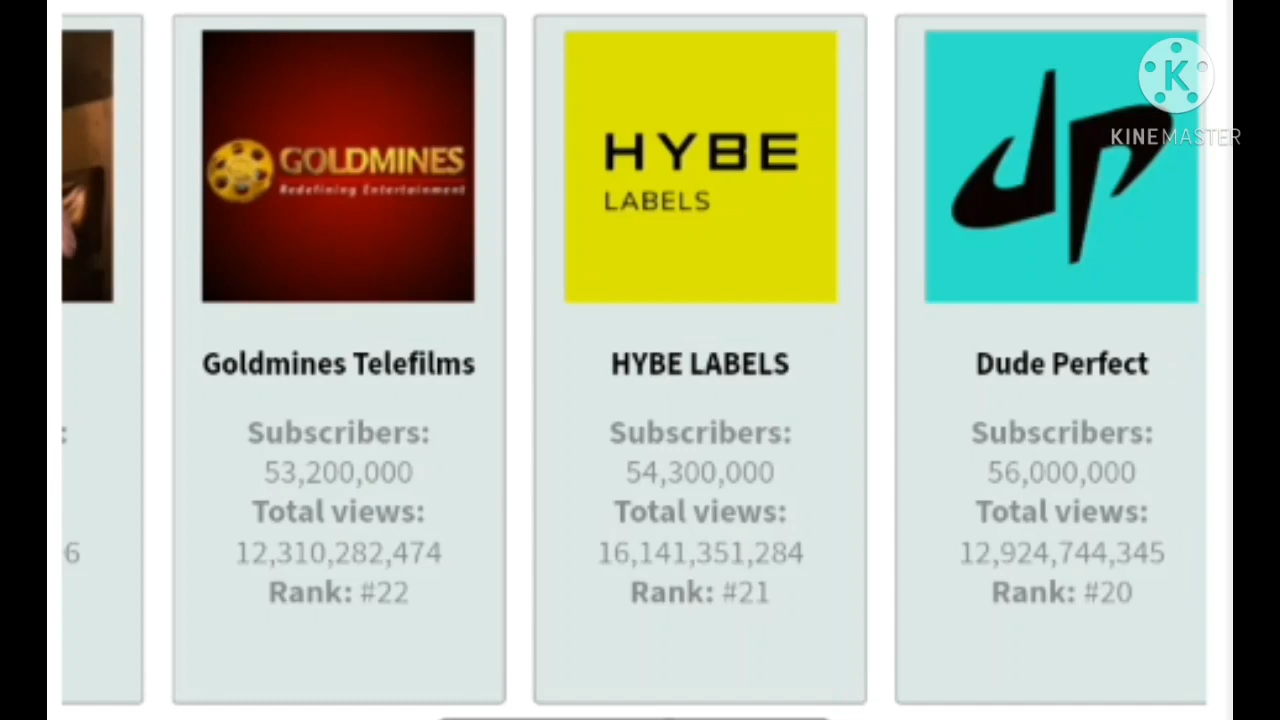 GOLDMINES
Redefining Entertainment
HYBE
LABELS
dp
K
KINEMASTER
Goldmines Telefilms
HYBE LABELS
Dude Perfect
:
Subscribers:
53,200,000
Subscribers:
54,300,000
Subscribers:
56,000,000
Total views:
12,310,282,474
Total views:
16,141,351,284
Total views:
12,924,744,345
6
Rank: #22
Rank: #21
Rank: #20